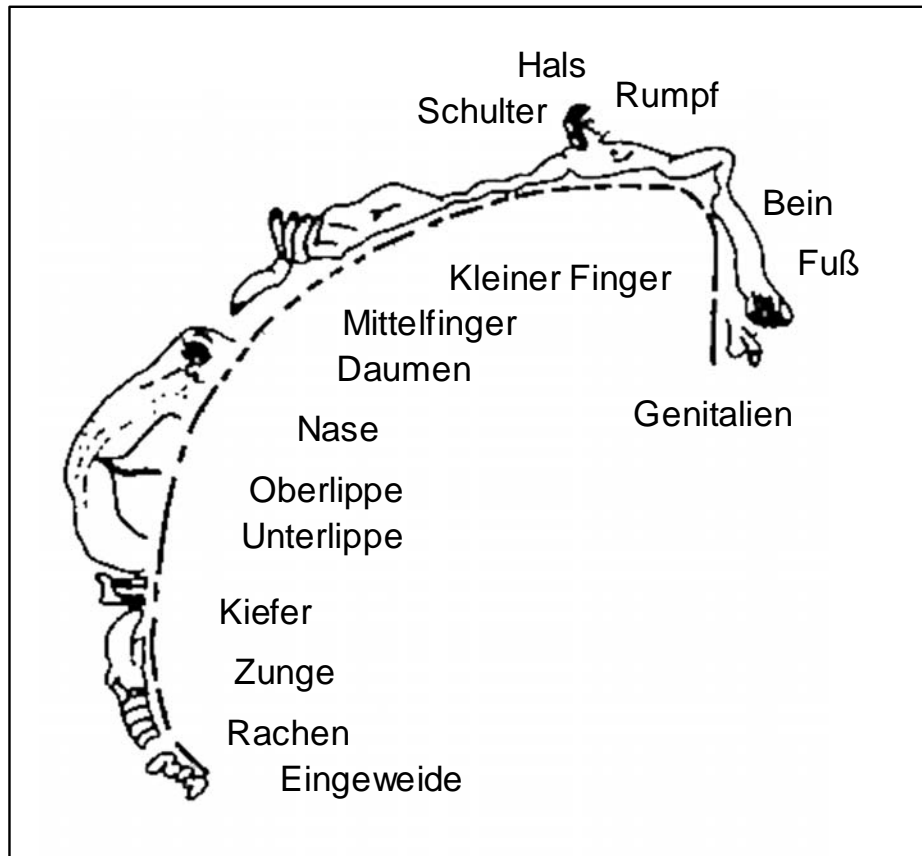 Hals
Schulter Rumpf
Bein
Fuß
Kleiner Finger
Mittelfinger
Daumen
Genitalien
Nase
Oberlippe
Unterlippe
Kiefer
Zunge
Rachen
Eingeweide